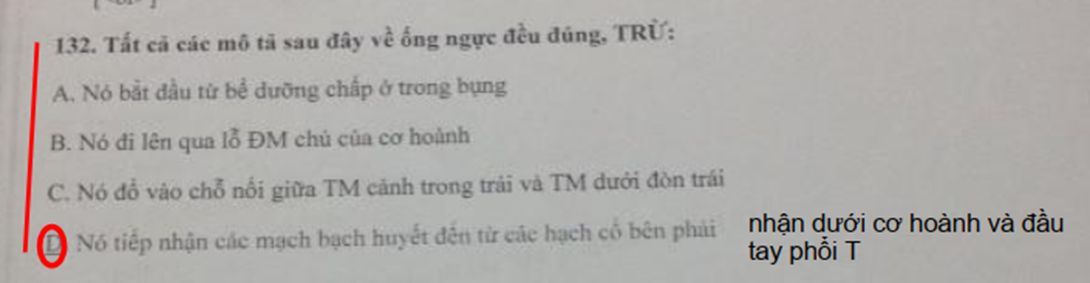 132. Tất cả các mô tả sau đây về ống ngực đều đúng, TRỪ:
A. Nó bắt đầu từ bể dưỡng chấp ở trong bụng
B. Nó đi lên qua lỗ ĐM chủ của cơ hoành
C. Nó đổ vào chỗ nối giữa TM cảnh trong trái và TM dưới đòn trái
D Nó tiếp nhận các mạch bạch huyết đến từ các hạch cổ bên phải
nhận dưới cơ hoành và đầu
tay phổi T